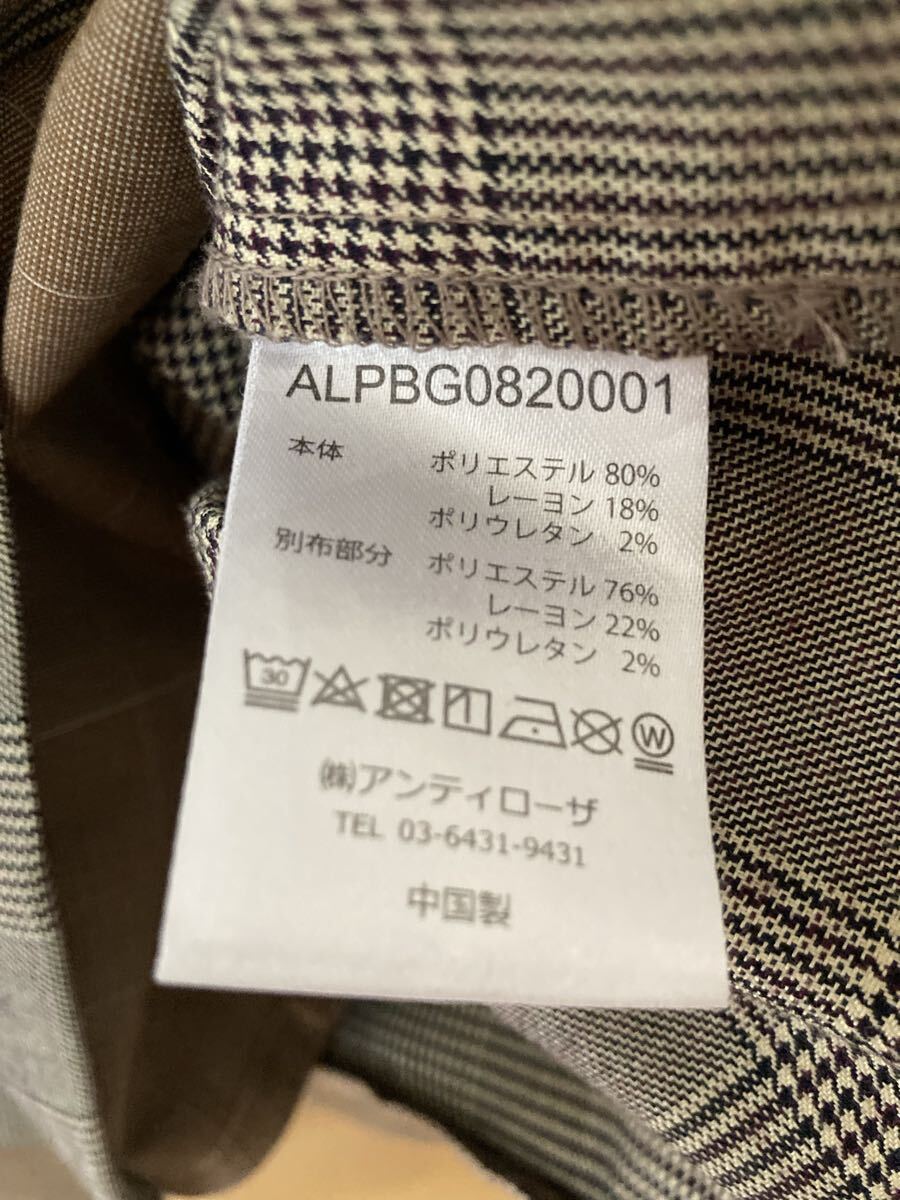 ALPBG0820001
本体 ポリエステル 80%
レーヨン 18%
ポリウレタン 2%
別布部分 ポリエステル 76%
レーヨン 22%
ポリウレタン 2%
30 W
㈱アンティローザ
TEL 03-6431-9431
中国製